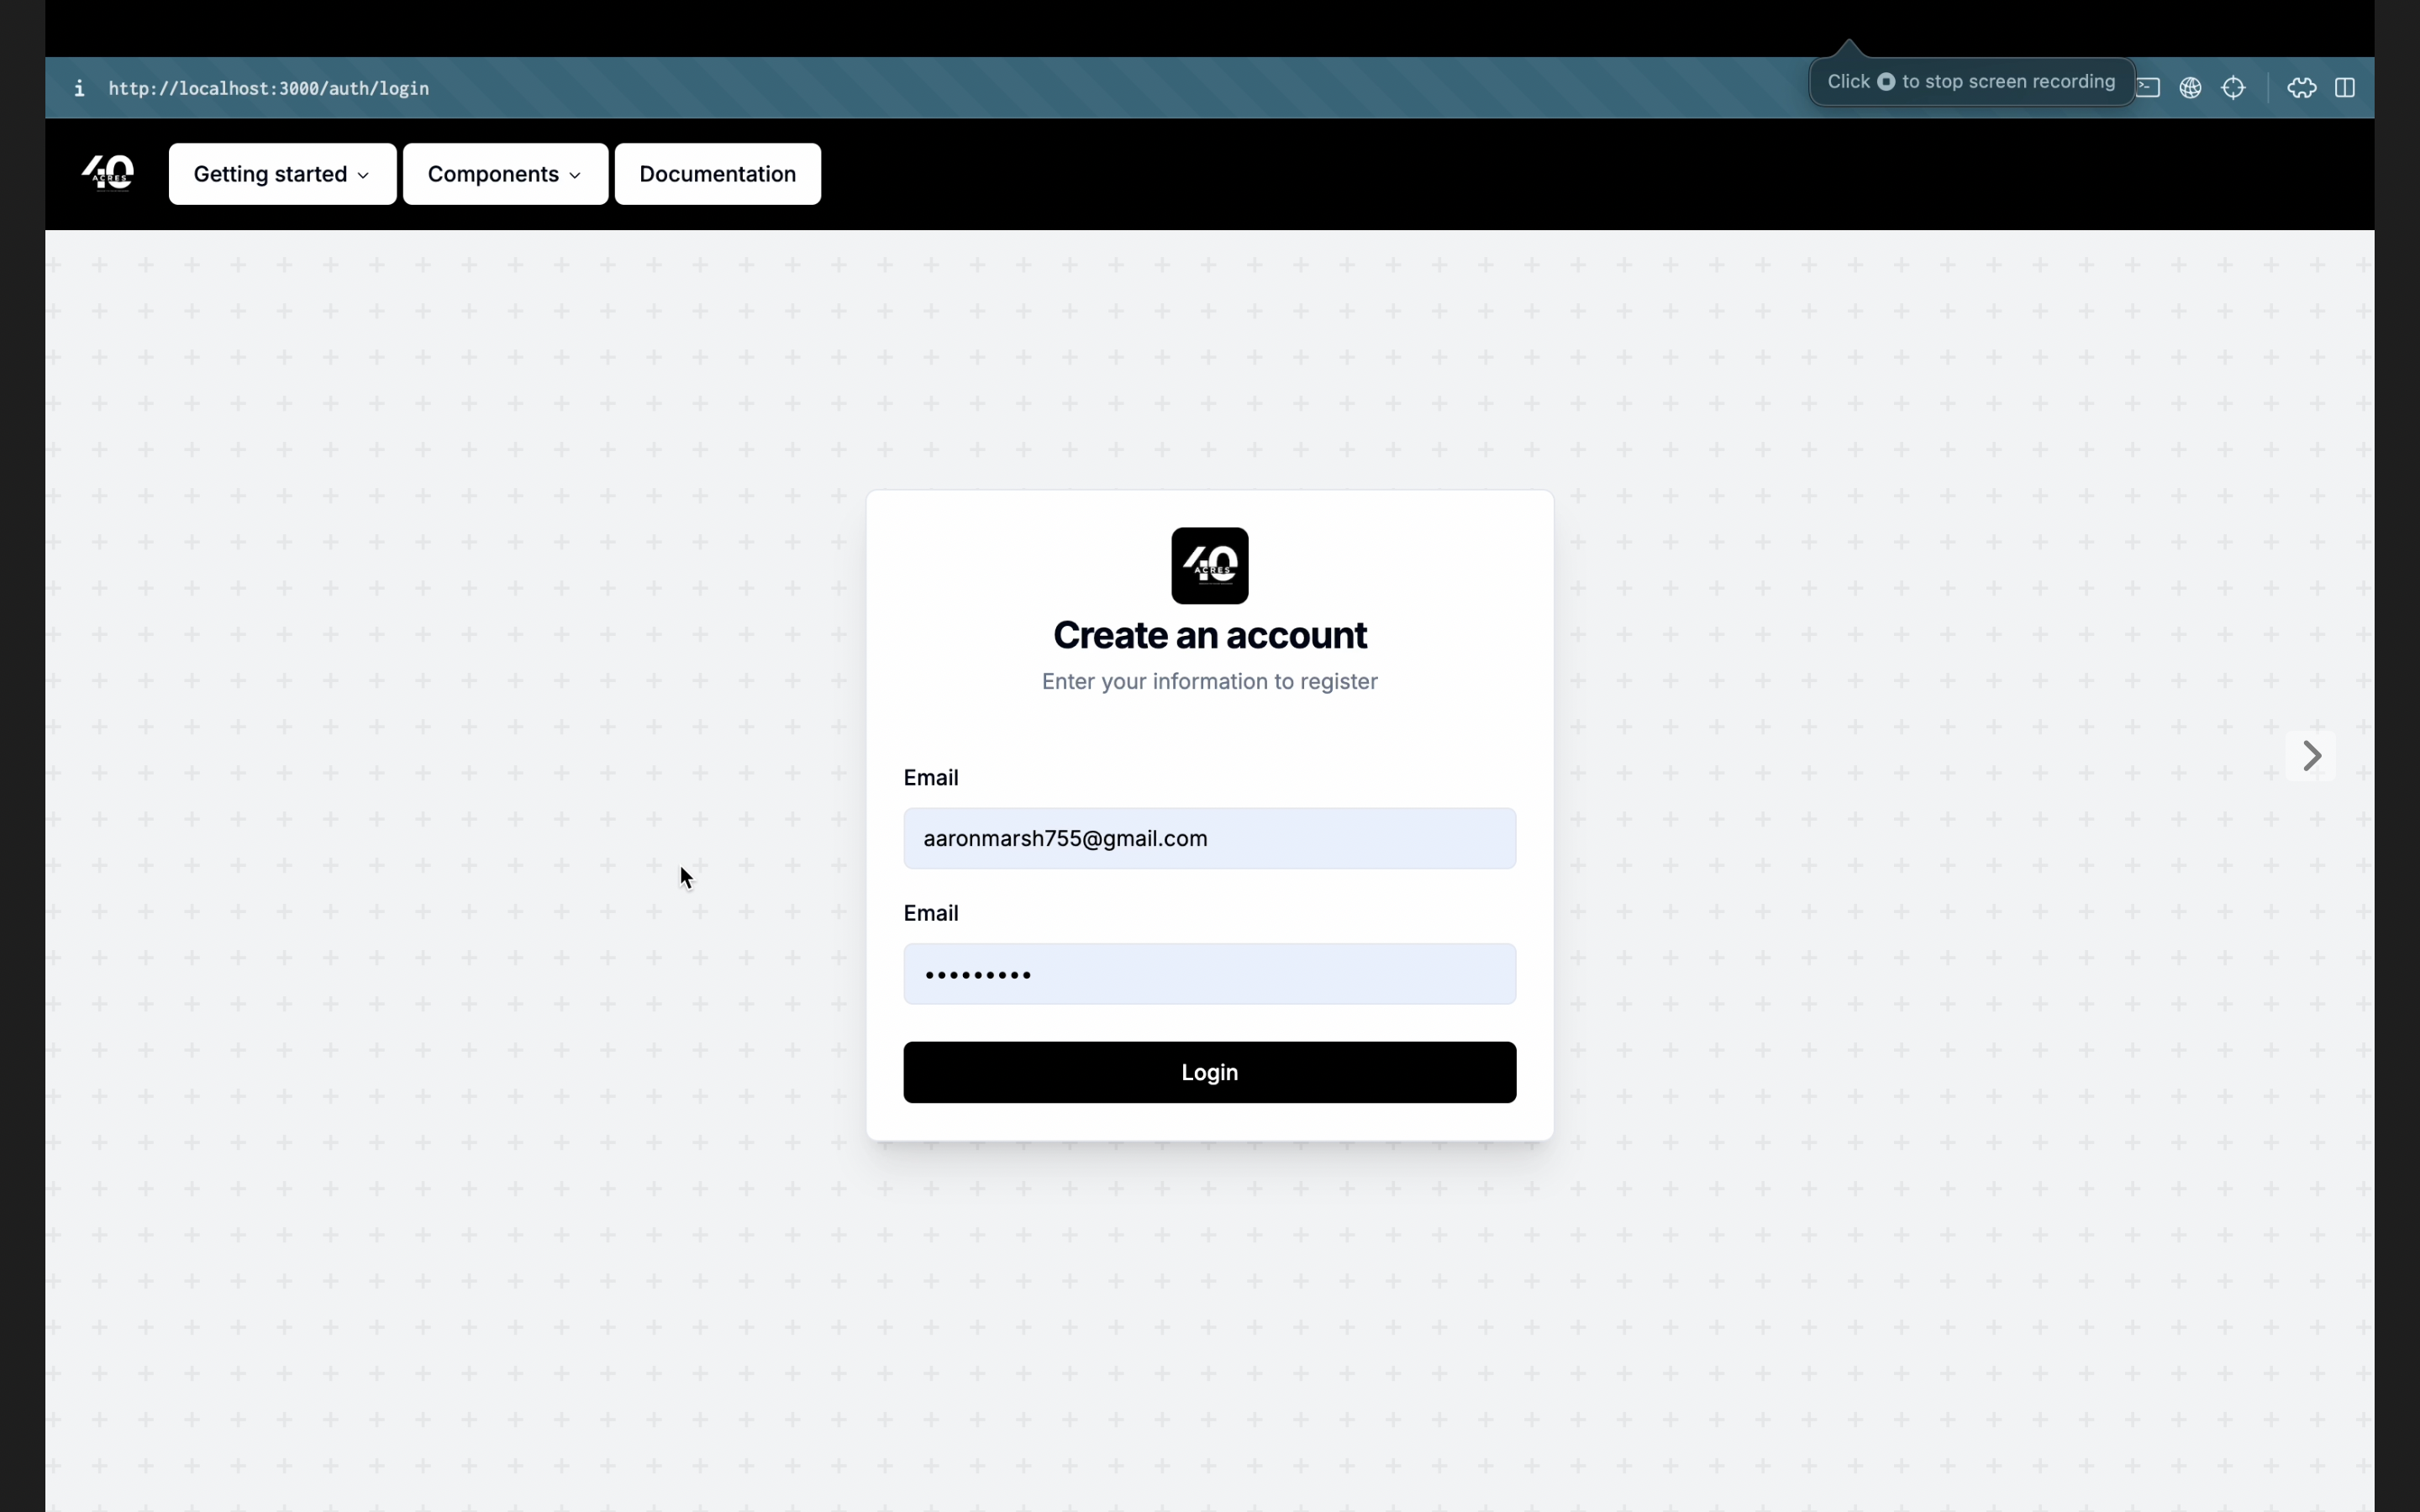 http://localhost:3000/auth/login
Click to stop screen recording
40 ACRES
Getting started
Components
Documentation
40 ACRES
Create an account
Enter your information to register
Email
aaronmarsh755@gmail.com
Email
•••••••••
Login